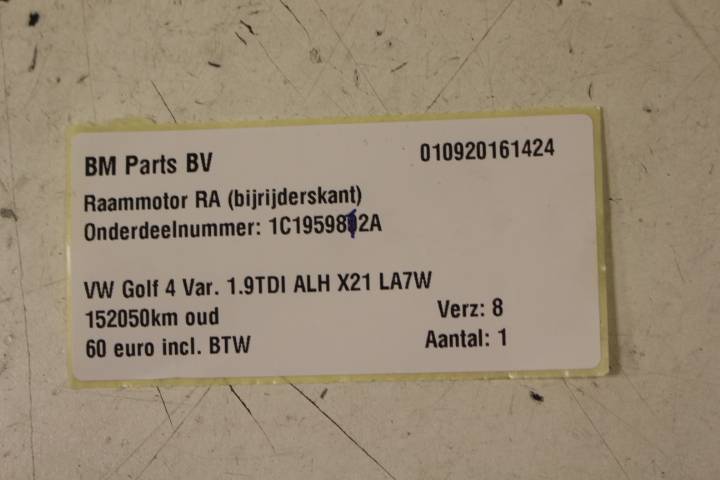 BM Parts BV 010920161424
Raammotor RA (bijrijderskant)
Onderdeelnummer:
VW Golf 4 Var. 1.9TDI ALH X21 LA7W
152050km oud Verz: 8
60 euro incl. BTW Aantal: 1